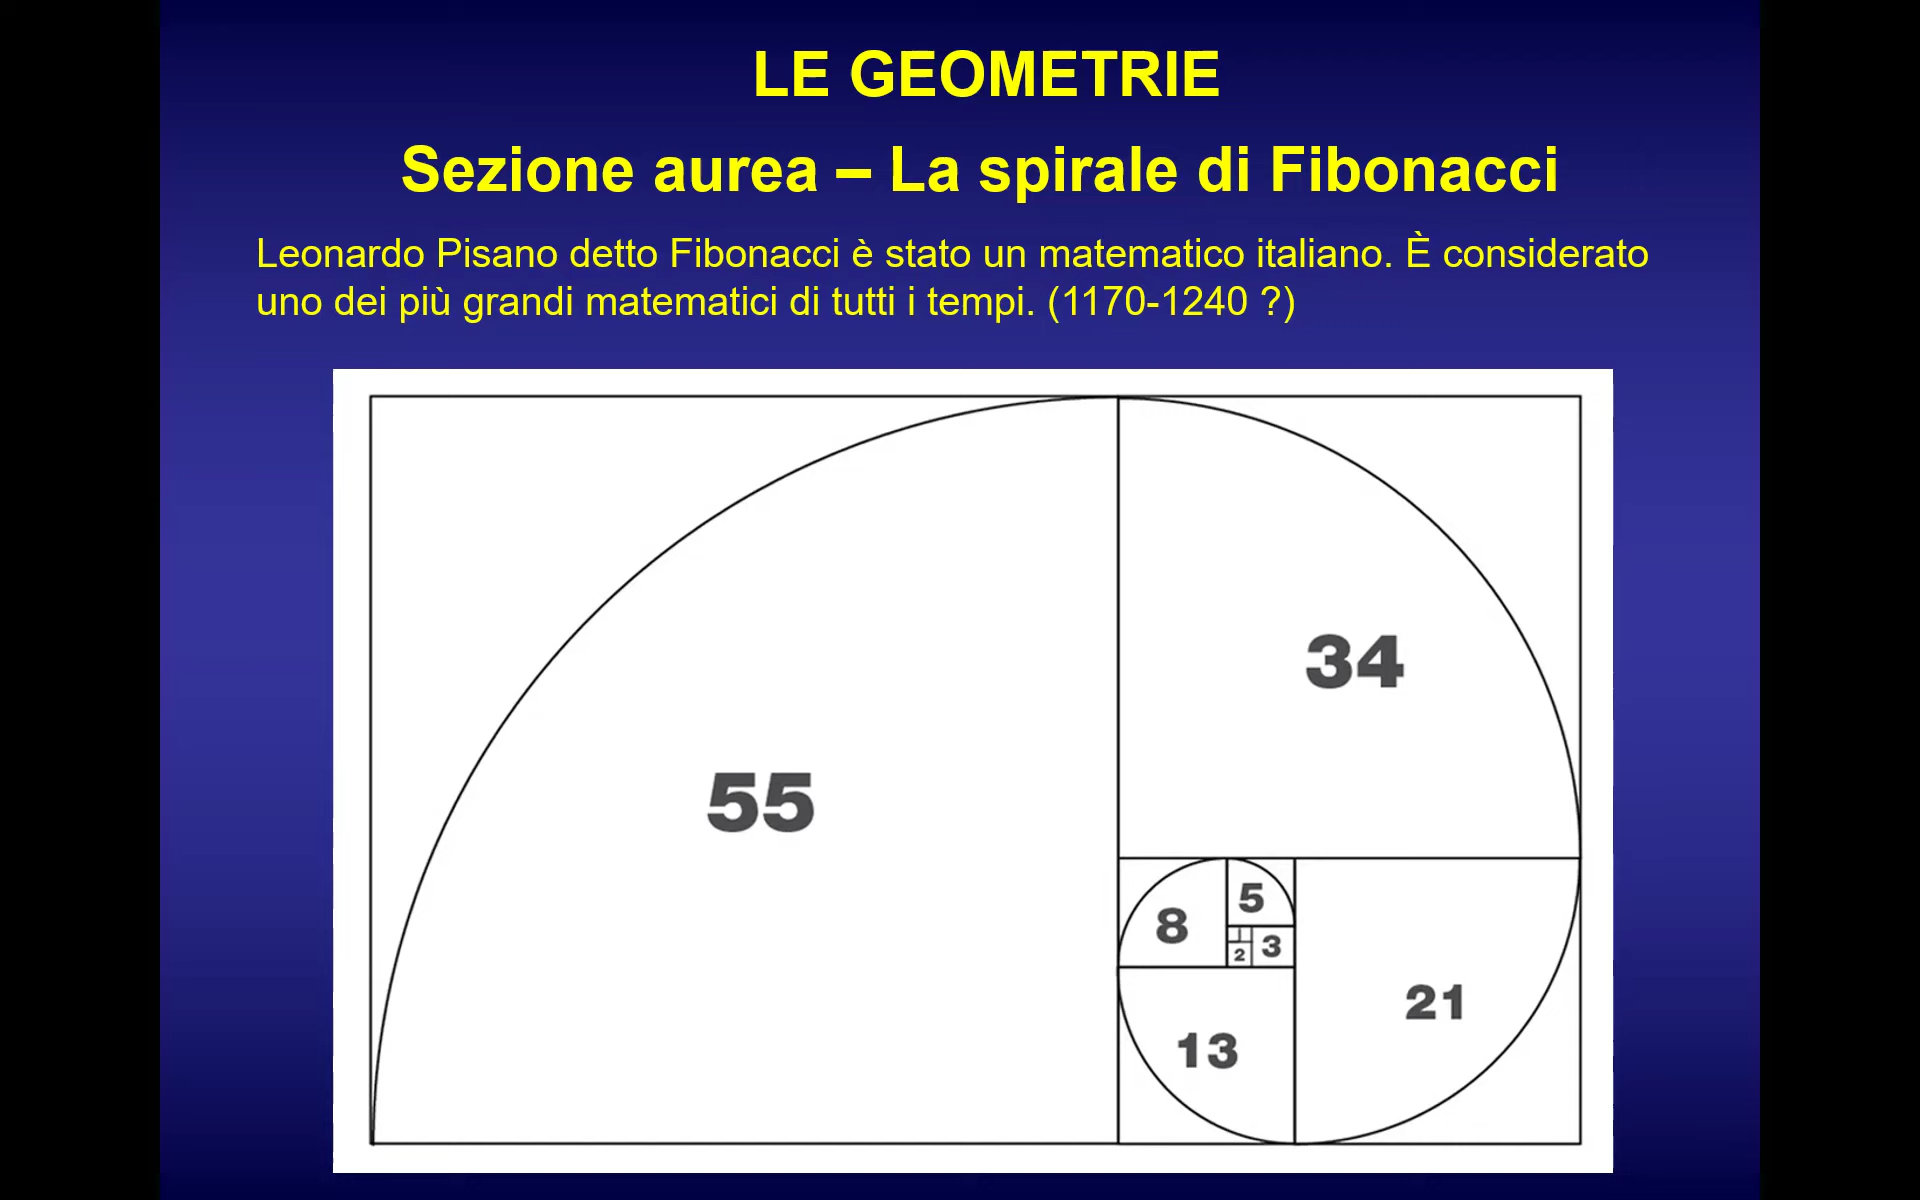 LE GEOMETRIE
Sezione aurea – La spirale di Fibonacci
Leonardo Pisano detto Fibonacci è stato un matematico italiano. È considerato
uno dei più grandi matematici di tutti i tempi. (1170-1240 ?)
34
55
5
8
3
2
21
13